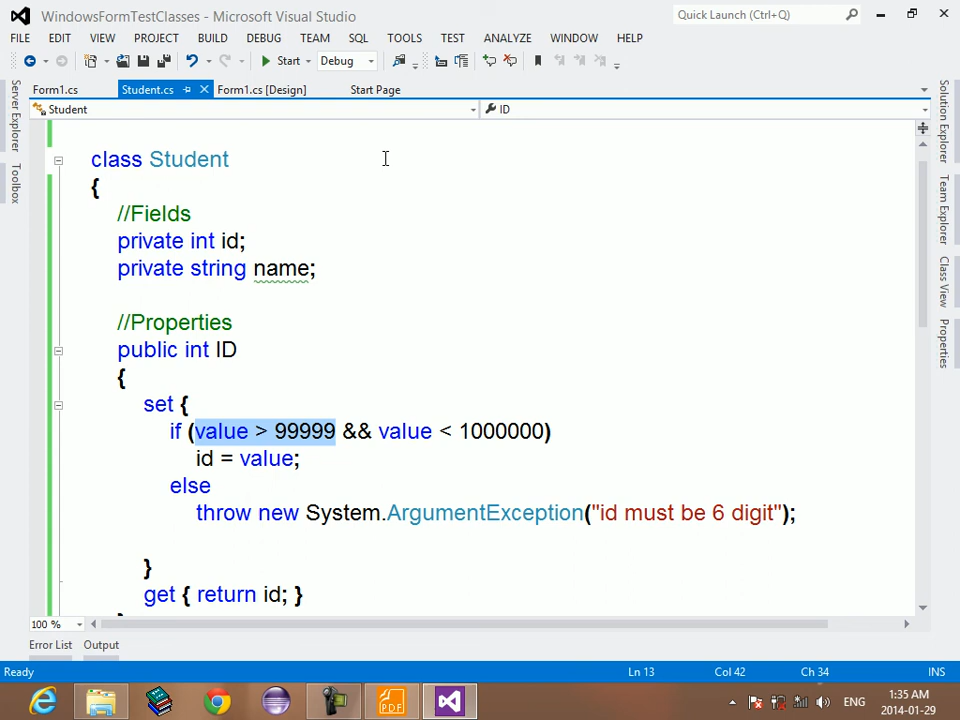 WindowsFormTestClasses - Microsoft Visual Studio
Quick Launch (Ctrl+Q)
FILE EDIT VIEW PROJECT BUILD DEBUG TEAM SQL TOOLS TEST ANALYZE WINDOW HELP
Start Debug
Form1.cs Student.cs Form1.cs [Design] Start Page
Student ID
Server Explorer
Toolbox
Solution Explorer
Team Explorer
Class View
Properties
class Student
{
//Fields
private int id;
private string name;
//Properties
public int ID
{
set {
if (value > 99999 && value < 1000000)
id = value;
else
throw new System.ArgumentException("id must be 6 digit");
}
get { return id; }
100 %
Error List Output
Ready Ln 13 Col 42 Ch 34 INS
PDF
ENG
1:35 AM
2014-01-29